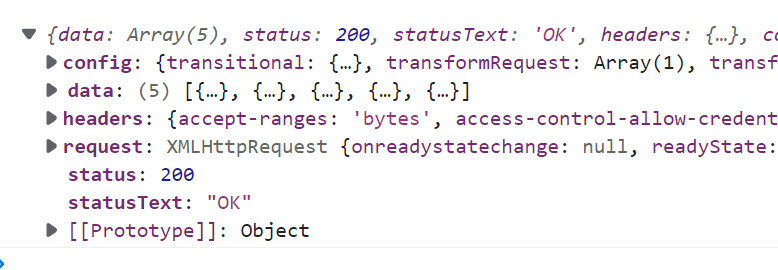 {data: Array(5), status: 200, statusText: 'OK', headers: {…}, co
config: {transitional: {…}, transformRequest: Array(1), transf
data: (5) [{…}, {…}, {…}, {…}, {…}]
headers: {accept-ranges: 'bytes', access-control-allow-credent
request: XMLHttpRequest {onreadystatechange: null, readyState:
status: 200
statusText: "OK"
[[Prototype]]: Object